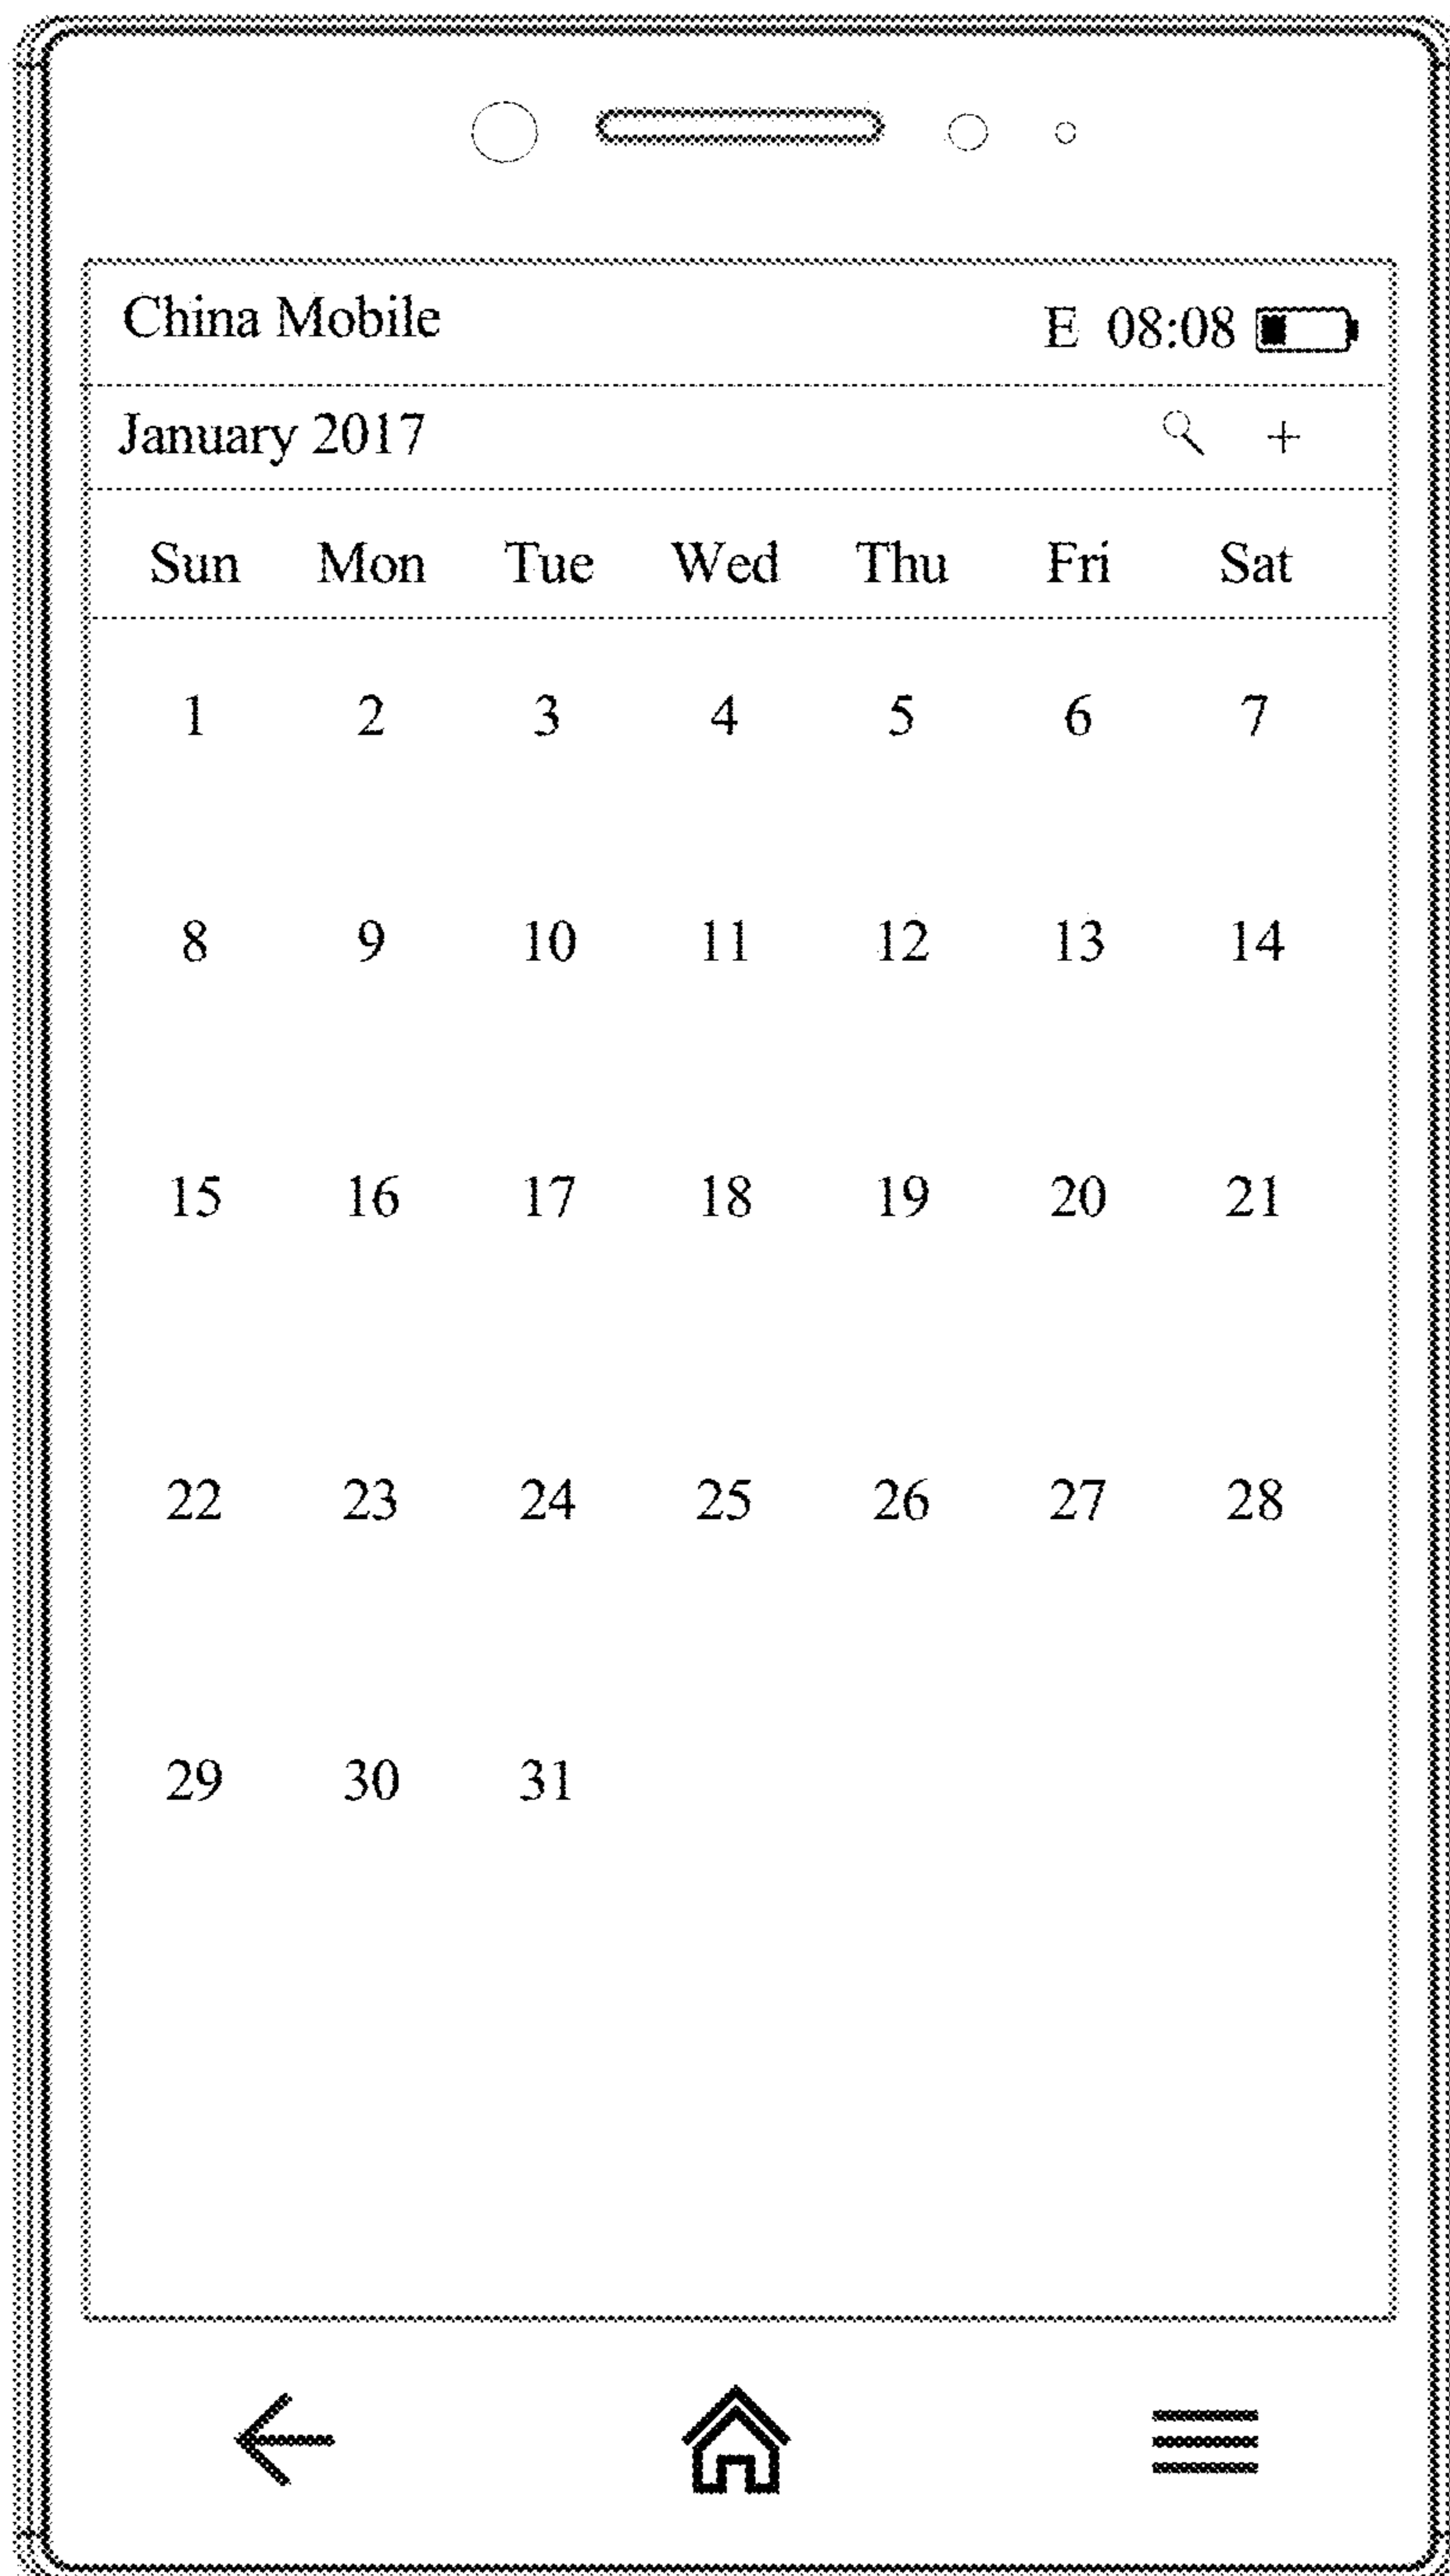 China Mobile E 08:08
January 2017 +
Sun Mon Tue Wed Thu Fri Sat
1 2 3 4 5 6 7
8 9 10 11 12 13 14
15 16 17 18 19 20 21
22 23 24 25 26 27 28
29 30 31